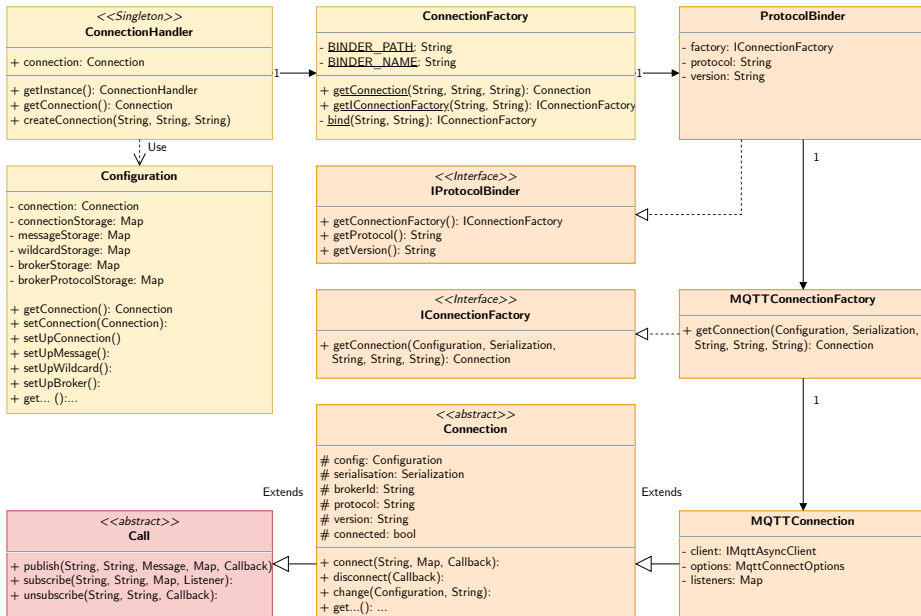 <<Singleton>>
ConnectionHandler
+ connection: Connection
+ getInstance(): ConnectionHandler
+ getConnection(): Connection
+ createConnection(String, String, String)
1
ConnectionFactory
- BINDER_PATH: String
- BINDER_NAME: String
+ getConnection(String, String, String): Connection
+ getIConnectionFactory(String, String): IConnectionFactory
- bind(String, String): IConnectionFactory
1
ProtocolBinder
- factory: IConnectionFactory
- protocol: String
- version: String
Use
1
Configuration
- connection: Connection
- connectionStorage: Map
- messageStorage: Map
- wildcardStorage: Map
- brokerStorage: Map
- brokerProtocolStorage: Map
+ getConnection(): Connection
+ setConnection(Connection):
+ setUpConnection()
+ setUpMessage():
+ setUpWildcard():
+ setUpBroker():
+ get... ():...
<<Interface>>
IProtocolBinder
+ getConnectionFactory(): IConnectionFactory
+ getProtocol(): String
+ getVersion(): String
<<Interface>>
IConnectionFactory
+ getConnection(Configuration, Serialization,
String, String, String): Connection
MQTTConnectionFactory
+ getConnection(Configuration, Serialization,
String, String, String): Connection
1
<<abstract>>
Connection
# config: Configuration
# serialisation: Serialization
# brokerId: String
# protocol: String
# version: String
# connected: bool
+ connect(String, Map, Callback):
+ disconnect(Callback):
+ change(Configuration, String):
+ get...(): ...
Extends
Extends
<<abstract>>
Call
+ publish(String, String, Message, Map, Callback)
+ subscribe(String, String, Map, Listener):
+ unsubscribe(String, String, Callback):
MQTTConnection
- client: IMqttAsyncClient
- options: MqttConnectOptions
- listeners: Map